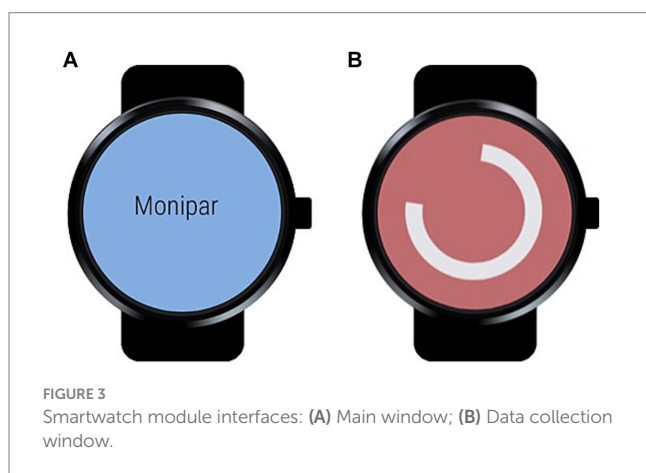 A
B
Monipar
FIGURE 3
Smartwatch module interfaces: (A) Main window; (B) Data collection
window.